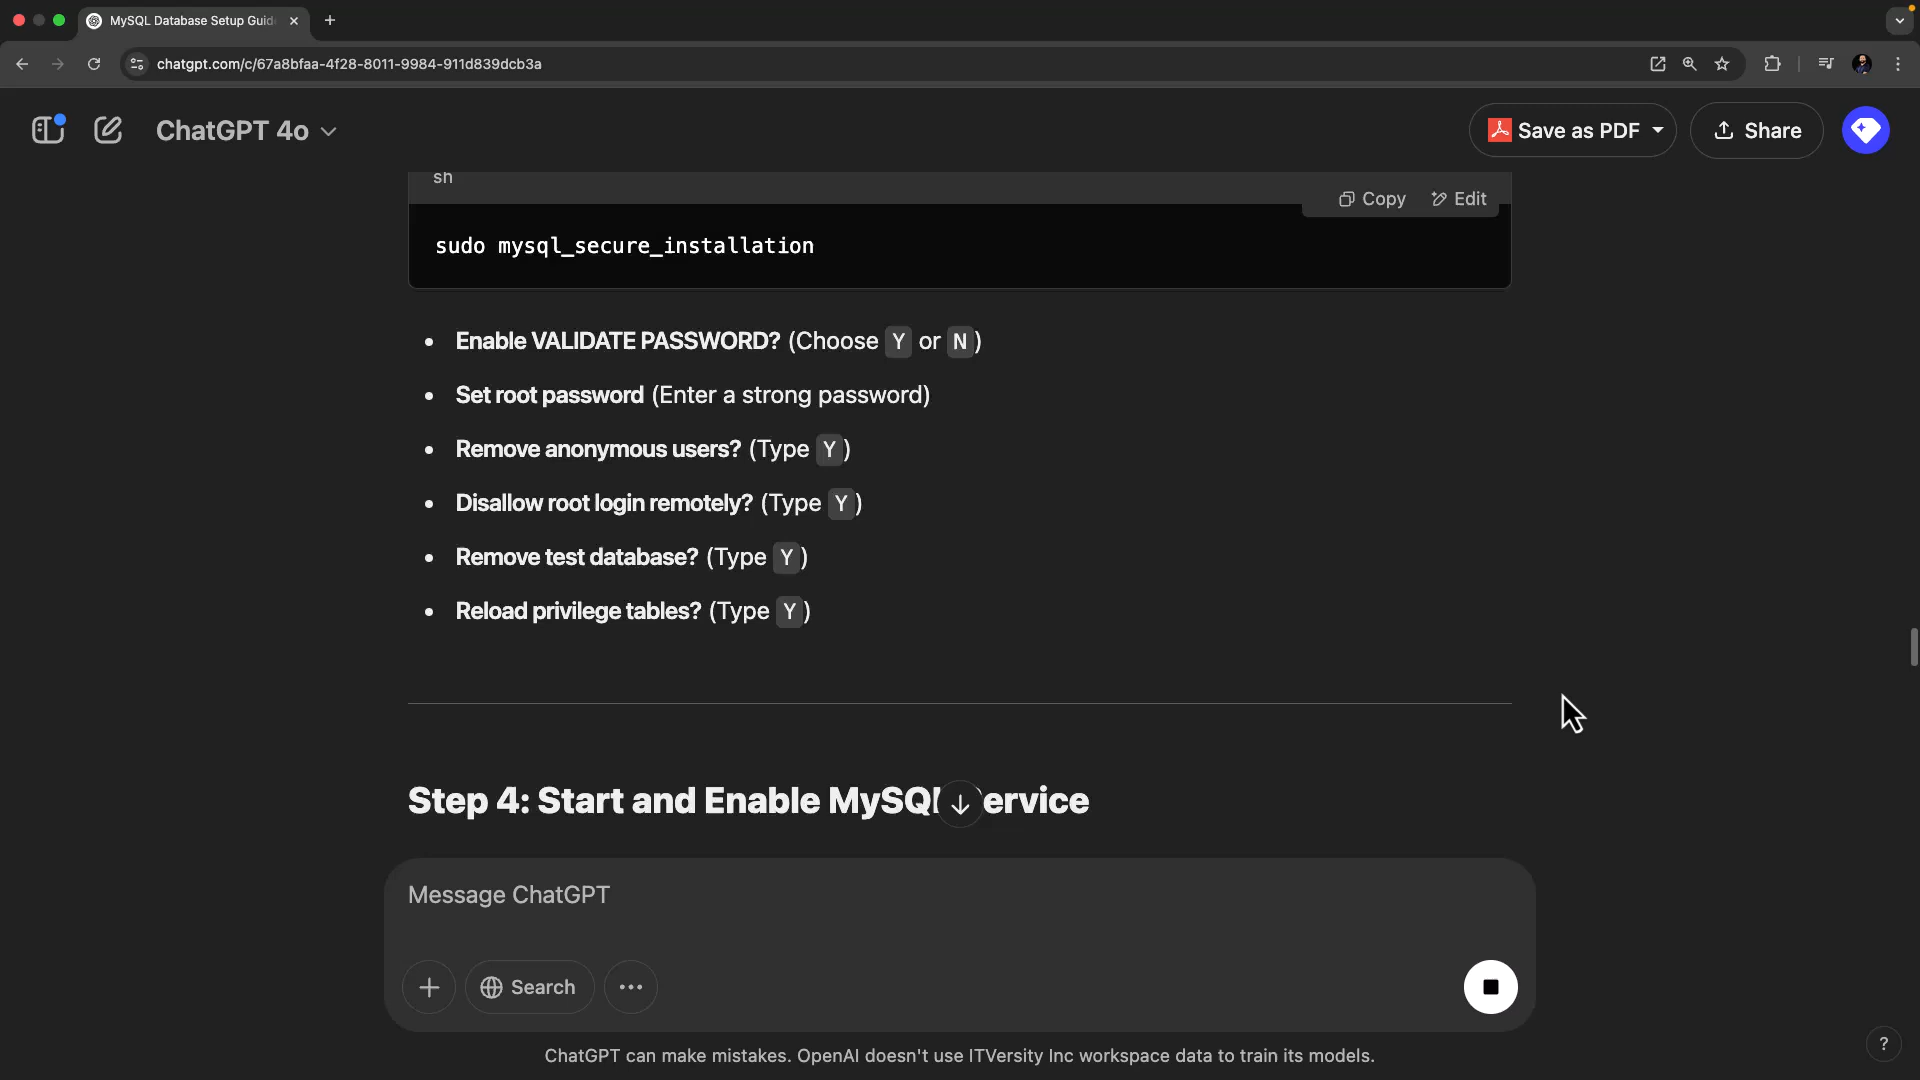 MySQL Database Setup Guid
chatgpt.com/c/67a8bfaa-4f28-8011-9984-911d839dcb3a
ChatGPT 4o
Save as PDF
Share
sh
Copy
Edit
sudo mysql_secure_installation
• Enable VALIDATE PASSWORD? (Choose Y or N)
• Set root password (Enter a strong password)
• Remove anonymous users? (Type Y)
• Disallow root login remotely? (Type Y)
• Remove test database? (Type Y)
• Reload privilege tables? (Type Y)
Step 4: Start and Enable MySQL ervice
Message ChatGPT
Search
ChatGPT can make mistakes. OpenAI doesn't use ITVersity Inc workspace data to train its models.
?